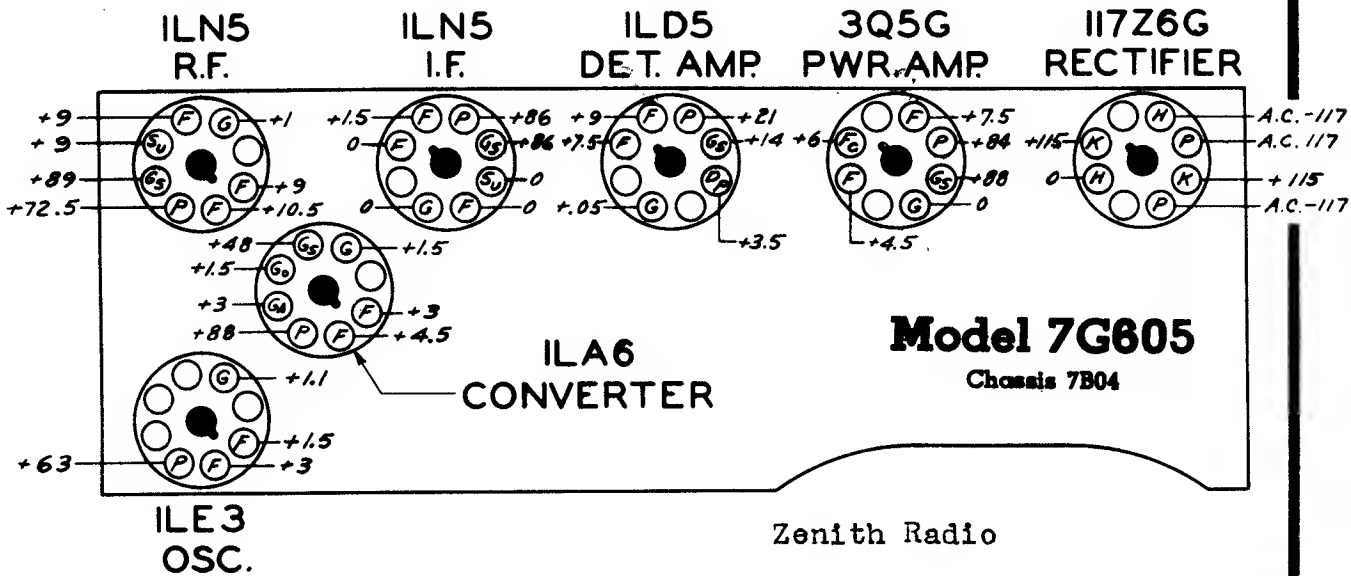 1LN5
R.F.
1LN5
I.F.
1LD5
DET. AMP.
3Q5G
PWR. AMP.
117Z6G
RECTIFIER
+9 F G +1
+9 SU
+89 GS F +9
+72.5 P F +10.5
+1.5 F P +86
0 F GS +86
SU 0
0 G F 0
+9 F P +21
+7.5 F GS +14
DP +3.5
+.05 G
F +7.5
+6 FC P +84
F +4.5 GS +88
G 0
H A.C.-117
+115 K P A.C. 117
0 H K +115
P A.C.-117
+48 GS G +1.5
+1.5 GO
+3 GA F +3
+88 P F +4.5
1LA6
CONVERTER
Model 7G605
Chassis 7B04
G +1.1
F +1.5
+63 P F +3
1LE3
OSC.
Zenith Radio